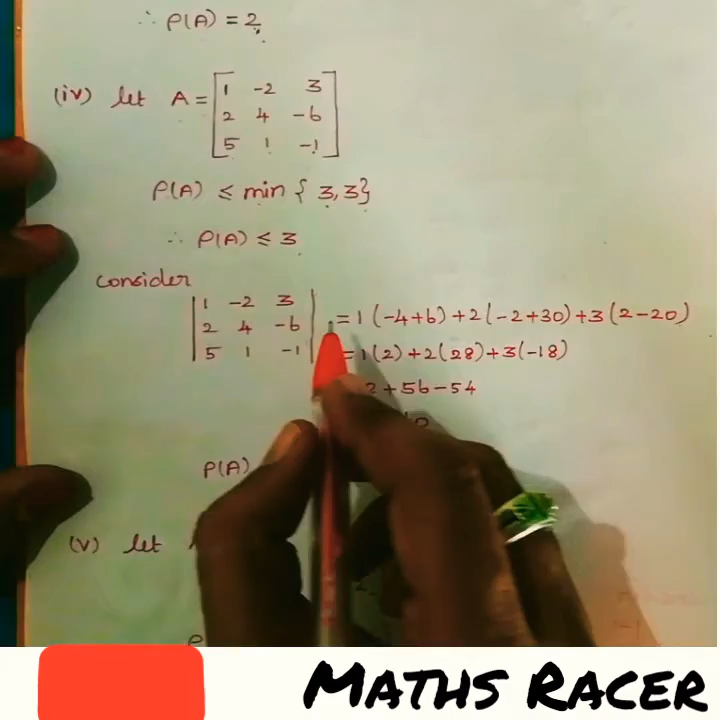 ∴ ρ(A) = 2
(iv) let A = [1 -2 3
2 4 -6
5 1 -1]
ρ(A) ≤ min { 3, 3}
∴ ρ(A) ≤ 3
consider
|1 -2 3
2 4 -6
5 1 -1| = 1(-4+6)+2(-2+30)+3(2-20)
= 1(2)+2(28)+3(-18)
2+56-54
ρ(A)
(v) let
MATHS RACER